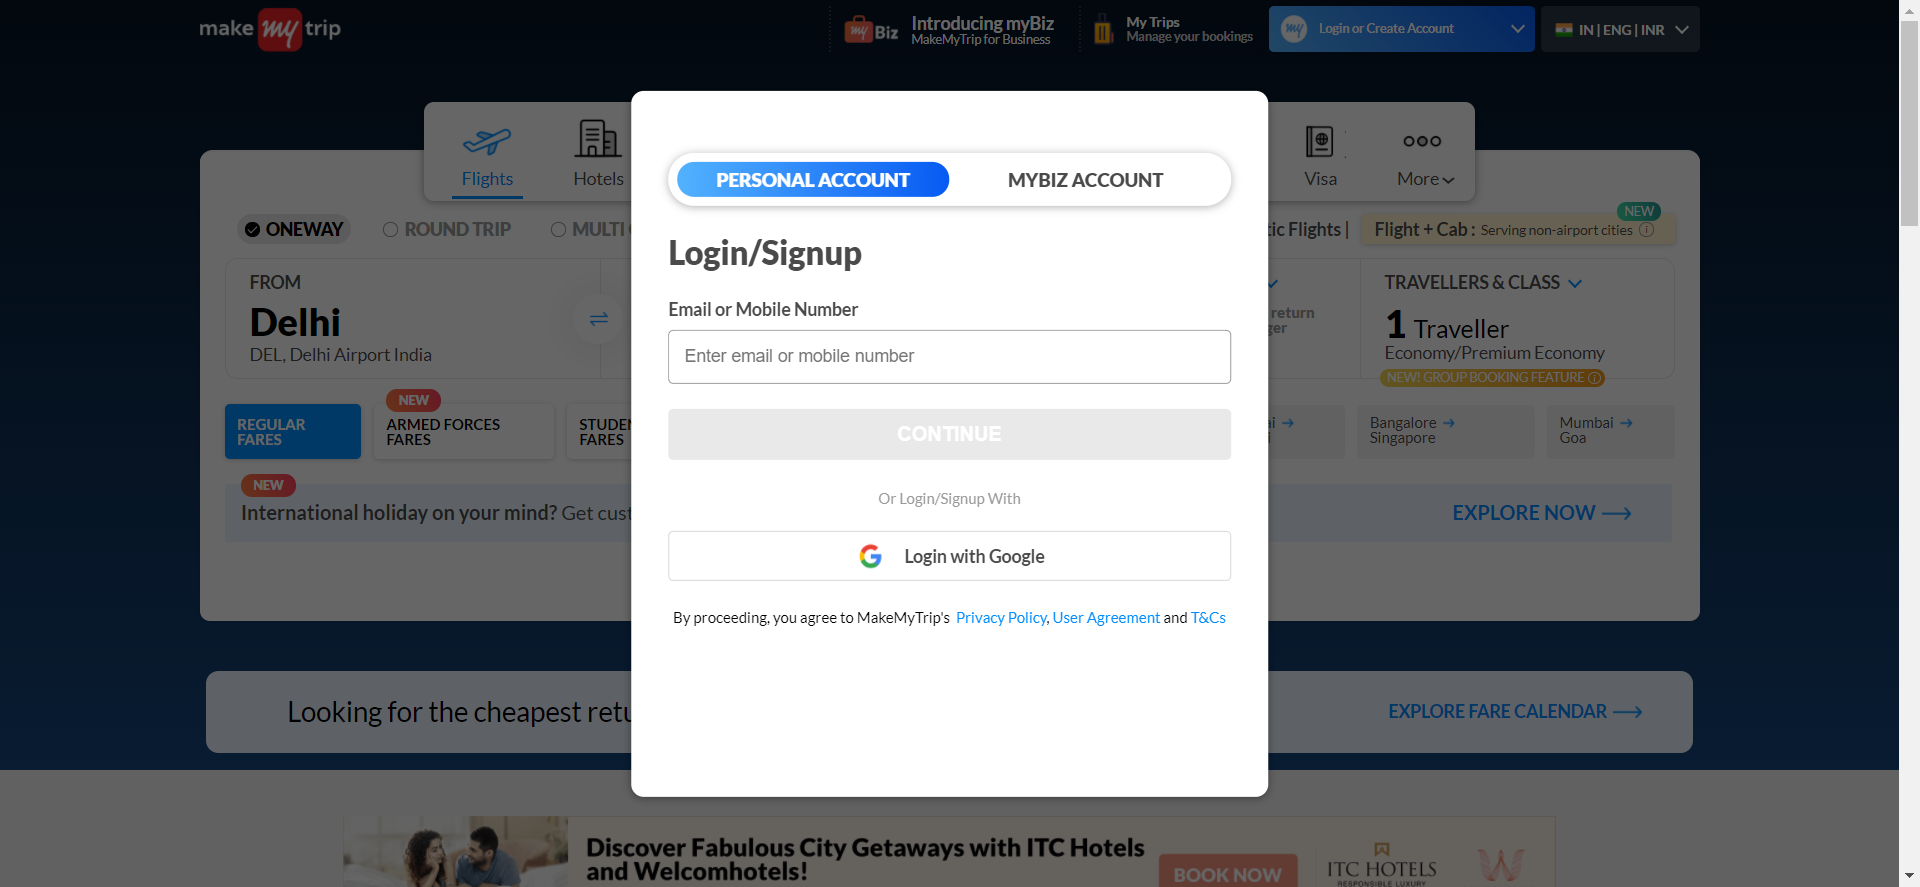 make my trip
my Biz
Introducing myBiz
MakeMyTrip for Business
My Trips
Manage your bookings
my
Login or Create Account
IN | ENG | INR
Flights
Hotels
Visa
More
ONEWAY
ROUND TRIP
MULTI
Flights |
NEW
Flight + Cab : Serving non-airport cities
FROM
Delhi
DEL, Delhi Airport India
return
TRAVELLERS & CLASS
1 Traveller
Economy/Premium Economy
NEW! GROUP BOOKING FEATURE
REGULAR
FARES
NEW
ARMED FORCES
FARES
FARES
Bangalore
Singapore
Mumbai
Goa
NEW
International holiday on your mind? Get
EXPLORE NOW
Looking for the cheapest
EXPLORE FARE CALENDAR
PERSONAL ACCOUNT
MYBIZ ACCOUNT
Login/Signup
Email or Mobile Number
Enter email or mobile number
CONTINUE
Or Login/Signup With
Login with Google
By proceeding, you agree to MakeMyTrip's Privacy Policy, User Agreement and T&Cs
Discover Fabulous City Getaways with ITC Hotels
and Welcomhotels!
BOOK NOW
ITC HOTELS
RESPONSIBLE LUXURY